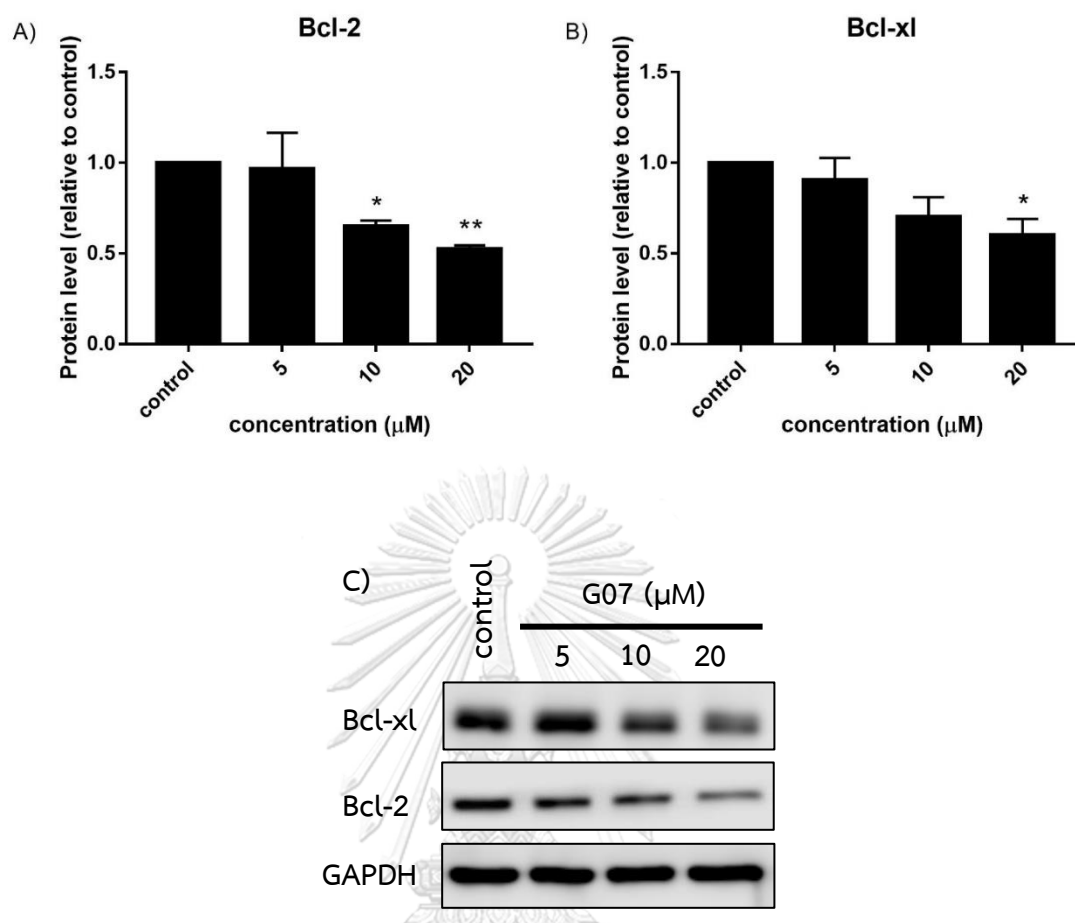 A)
Bcl-2
Protein level (relative to control)
1.5
1.0
0.5
0.0
*
**
control
5
10
20
concentration (μM)
B)
Bcl-xl
Protein level (relative to control)
1.5
1.0
0.5
0.0
*
control
5
10
20
concentration (μM)
C)
control
G07 (μM)
5 10 20
Bcl-xl
Bcl-2
GAPDH